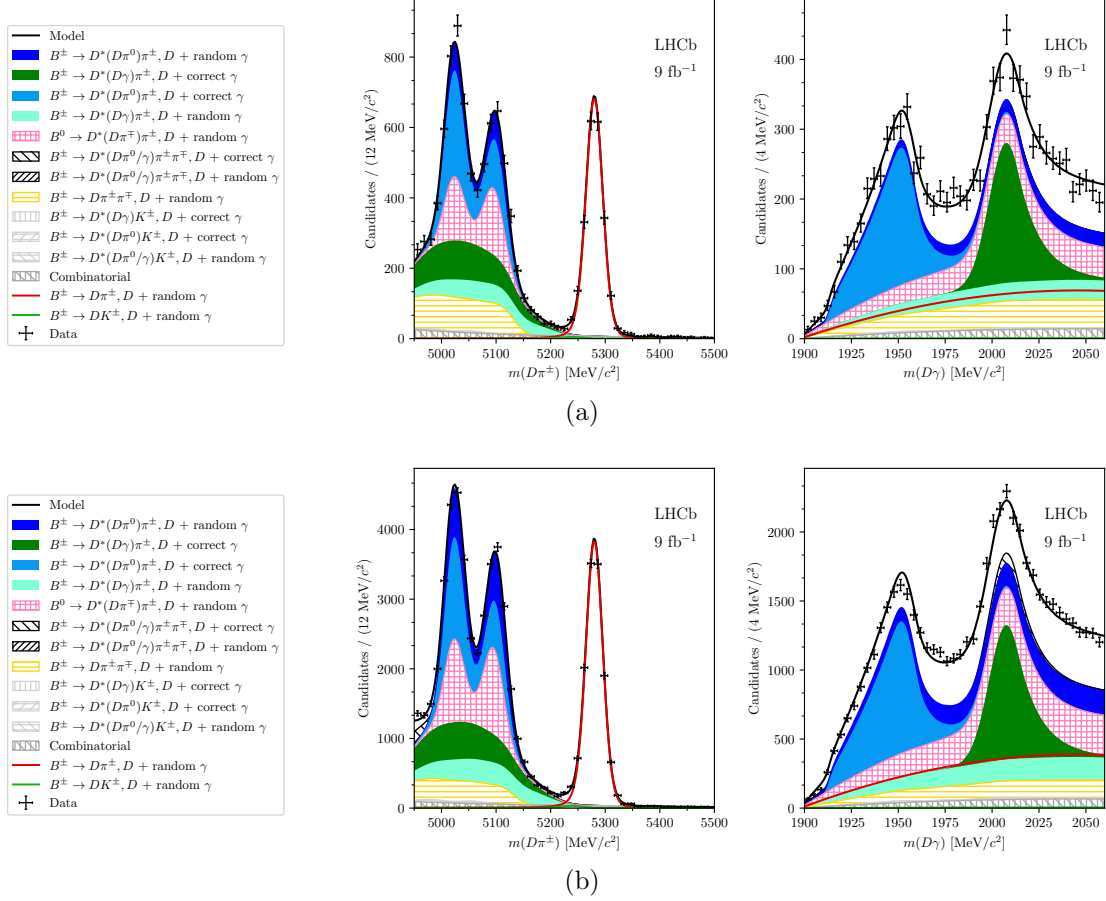 Model
B± → D*(Dπ⁰)π±, D + random γ
B± → D*(Dγ)π±, D + correct γ
B± → D*(Dπ⁰)π±, D + correct γ
B± → D*(Dγ)π±, D + random γ
B⁰ → D*(Dπ∓)π±, D + random γ
B± → D*(Dπ⁰/γ)π±π∓, D + correct γ
B± → D*(Dπ⁰/γ)π±π∓, D + random γ
B± → Dπ±π∓, D + random γ
B± → D*(Dγ)K±, D + correct γ
B± → D*(Dπ⁰)K±, D + correct γ
B± → D*(Dπ⁰/γ)K±, D + random γ
Combinatorial
B± → Dπ±, D + random γ
B± → DK±, D + random γ
Data
Candidates / (12 MeV/c²)
800
600
400
200
0
LHCb
9 fb⁻¹
5000 5100 5200 5300 5400 5500
m(Dπ±) [MeV/c²]
Candidates / (4 MeV/c²)
400
300
200
100
0
LHCb
9 fb⁻¹
1900 1925 1950 1975 2000 2025 2050
m(Dγ) [MeV/c²]
(a)
Model
B± → D*(Dπ⁰)π±, D + random γ
B± → D*(Dγ)π±, D + correct γ
B± → D*(Dπ⁰)π±, D + correct γ
B± → D*(Dγ)π±, D + random γ
B⁰ → D*(Dπ∓)π±, D + random γ
B± → D*(Dπ⁰/γ)π±π∓, D + correct γ
B± → D*(Dπ⁰/γ)π±π∓, D + random γ
B± → Dπ±π∓, D + random γ
B± → D*(Dγ)K±, D + correct γ
B± → D*(Dπ⁰)K±, D + correct γ
B± → D*(Dπ⁰/γ)K±, D + random γ
Combinatorial
B± → Dπ±, D + random γ
B± → DK±, D + random γ
Data
Candidates / (12 MeV/c²)
4000
3000
2000
1000
0
LHCb
9 fb⁻¹
5000 5100 5200 5300 5400 5500
m(Dπ±) [MeV/c²]
Candidates / (4 MeV/c²)
2000
1500
1000
500
0
LHCb
9 fb⁻¹
1900 1925 1950 1975 2000 2025 2050
m(Dγ) [MeV/c²]
(b)